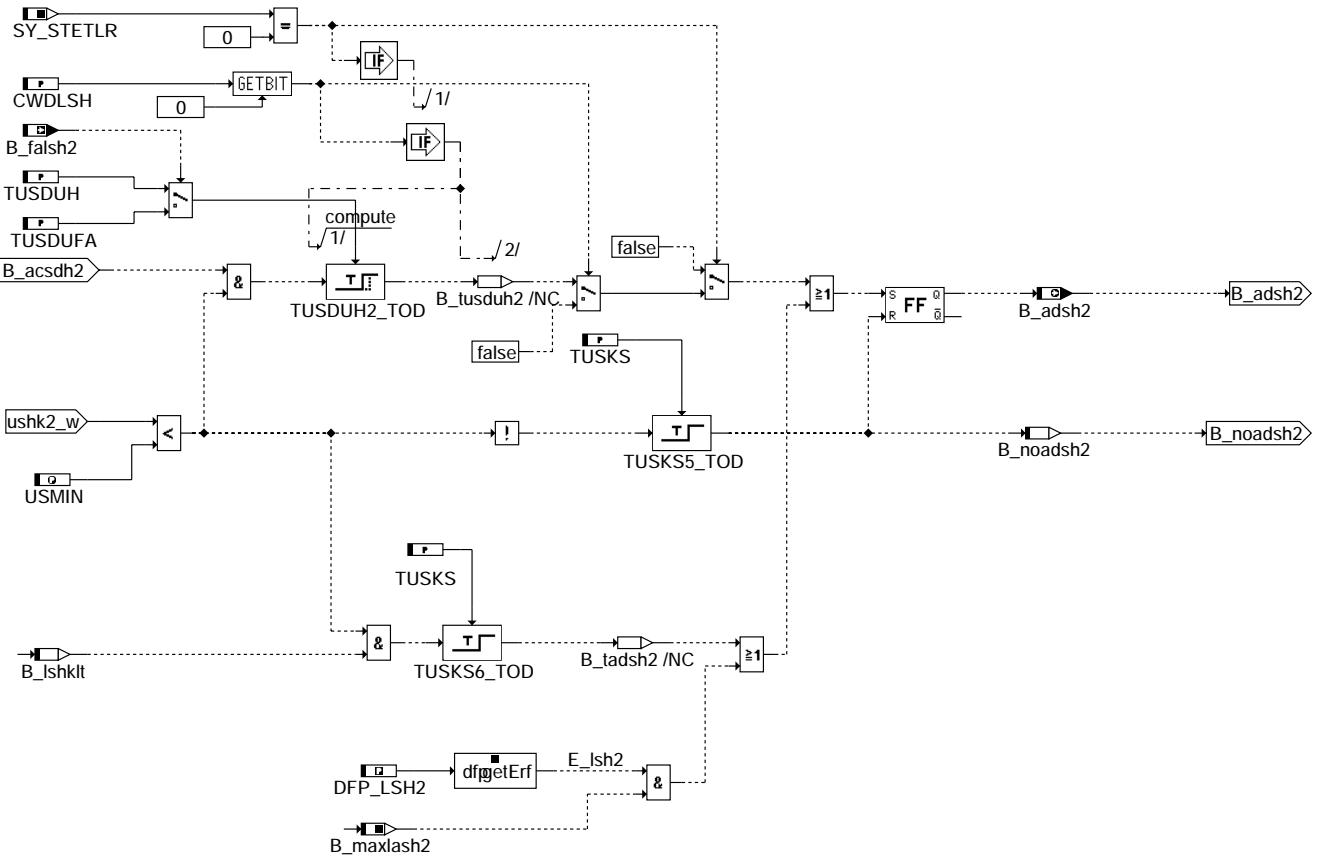 SY_STETLR
0
=
IF
1/
CWDLSH
P
GETBIT
0
IF
B_falsh2
TUSDUH
P
TUSDUFA
P
compute
1/
2/
false
B_acsdh2
&
T
TUSDUH2_TOD
B_tusduh2 /NC
≥1
S Q
FF
R Q
B_adsh2
B_adsh2
false
P
TUSKS
ushk2_w
<
!
T
TUSKS5_TOD
B_noadsh2
B_noadsh2
USMIN
P
TUSKS
&
T
TUSKS6_TOD
B_tadsh2 /NC
≥1
B_lshklt
E_lsh2
dfpgetErf
&
DFP_LSH2
B_maxlash2